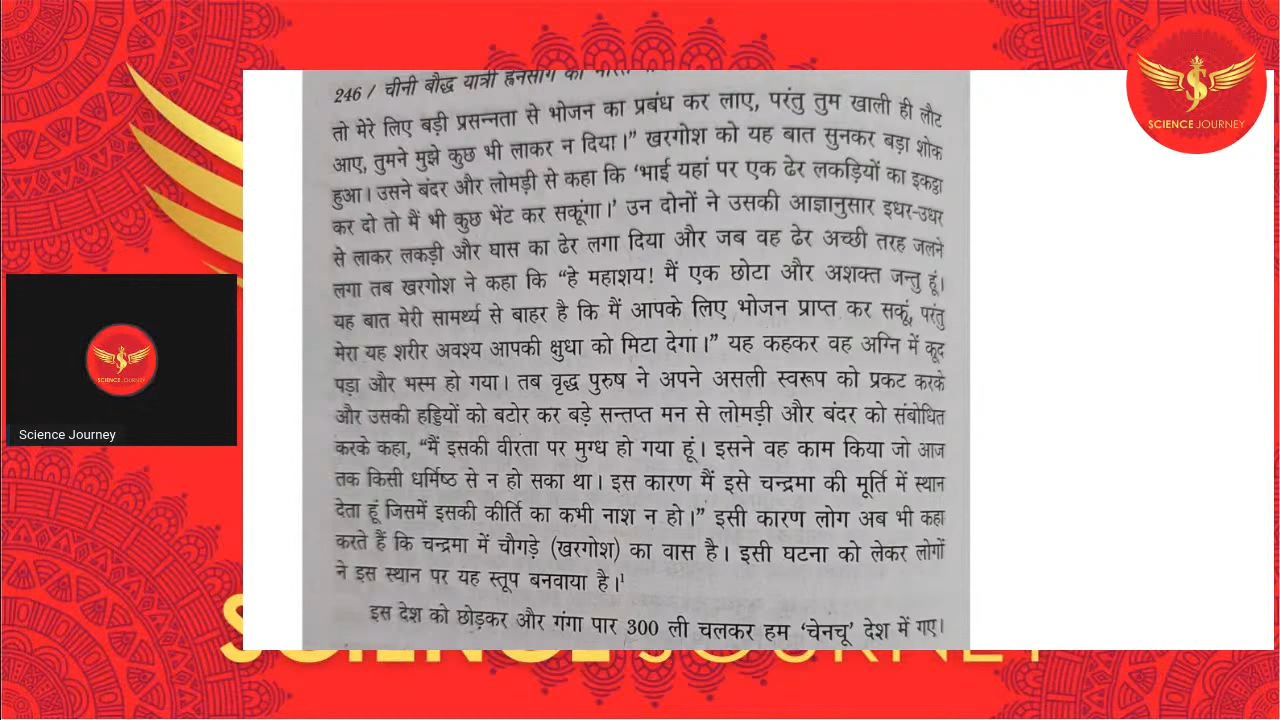 246 / चीनी बौद्ध यात्री ह्वेनसांग की भारत
तो मेरे लिए बड़ी प्रसन्नता से भोजन का प्रबंध कर लाए, परंतु तुम खाली ही लौट
आए, तुमने मुझे कुछ भी लाकर न दिया।” खरगोश को यह बात सुनकर बड़ा शोक
हुआ। उसने बंदर और लोमड़ी से कहा कि ‘भाई यहां पर एक ढेर लकड़ियों का इकट्ठा
कर दो तो मैं भी कुछ भेंट कर सकूंगा।’ उन दोनों ने उसकी आज्ञानुसार इधर-उधर
से लाकर लकड़ी और घास का ढेर लगा दिया और जब वह ढेर अच्छी तरह जलने
लगा तब खरगोश ने कहा कि “हे महाशय! मैं एक छोटा और अशक्त जन्तु हूं।
यह बात मेरी सामर्थ्य से बाहर है कि मैं आपके लिए भोजन प्राप्त कर सकूं, परंतु
मेरा यह शरीर अवश्य आपकी क्षुधा को मिटा देगा।” यह कहकर वह अग्नि में कूद
पड़ा और भस्म हो गया। तब वृद्ध पुरुष ने अपने असली स्वरूप को प्रकट करके
और उसकी हड्डियों को बटोर कर बड़े सन्तप्त मन से लोमड़ी और बंदर को संबोधित
करके कहा, “मैं इसकी वीरता पर मुग्ध हो गया हूं। इसने वह काम किया जो आज
तक किसी धर्मिष्ठ से न हो सका था। इस कारण मैं इसे चन्द्रमा की मूर्ति में स्थान
देता हूं जिसमें इसकी कीर्ति का कभी नाश न हो।” इसी कारण लोग अब भी कहा
करते हैं कि चन्द्रमा में चौगड़े (खरगोश) का वास है। इसी घटना को लेकर लोगों
ने इस स्थान पर यह स्तूप बनवाया है।¹
इस देश को छोड़कर और गंगा पार 300 ली चलकर हम ‘चेनचू’ देश में गए।
SCIENCE JOURNEY
SCIENCE JOURNEY
Science Journey
SCIENCE JOURNEY